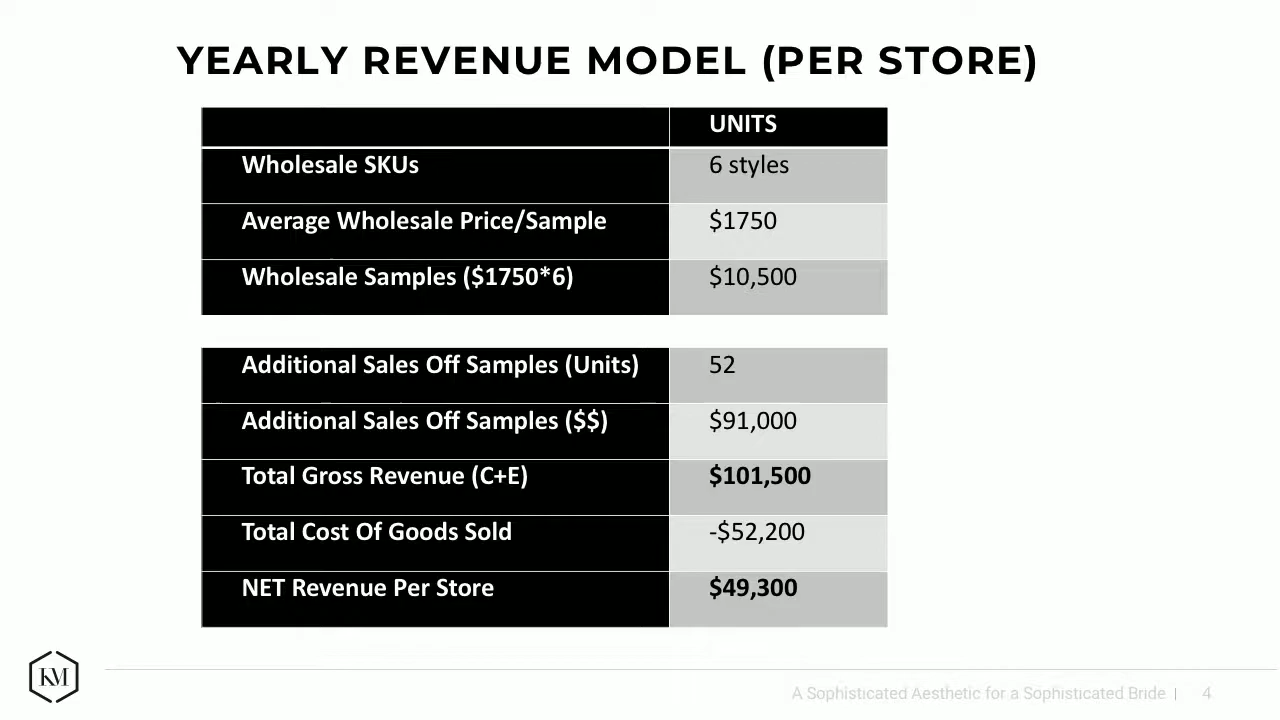 YEARLY REVENUE MODEL (PER STORE)
UNITS
Wholesale SKUs 6 styles
Average Wholesale Price/Sample $1750
Wholesale Samples ($1750*6) $10,500
Additional Sales Off Samples (Units) 52
Additional Sales Off Samples ($$) $91,000
Total Gross Revenue (C+E) $101,500
Total Cost Of Goods Sold -$52,200
NET Revenue Per Store $49,300
KM
A Sophisticated Aesthetic for a Sophisticated Bride | 4